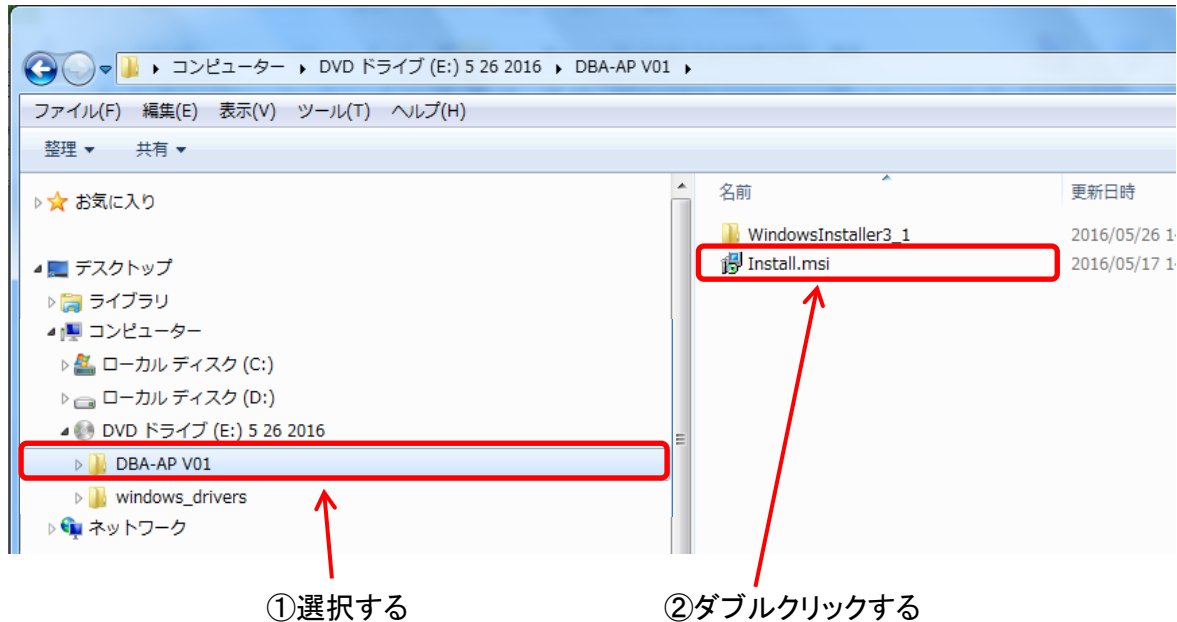 コンピューター ▸ DVD ドライブ (E:) 5 26 2016 ▸ DBA-AP V01 ▸
ファイル(F) 編集(E) 表示(V) ツール(T) ヘルプ(H)
整理 ▼ 共有 ▼
お気に入り
デスクトップ
ライブラリ
コンピューター
ローカル ディスク (C:)
ローカル ディスク (D:)
DVD ドライブ (E:) 5 26 2016
DBA-AP V01
windows_drivers
ネットワーク
名前 更新日時
WindowsInstaller3_1 2016/05/26
Install.msi 2016/05/17
①選択する
②ダブルクリックする